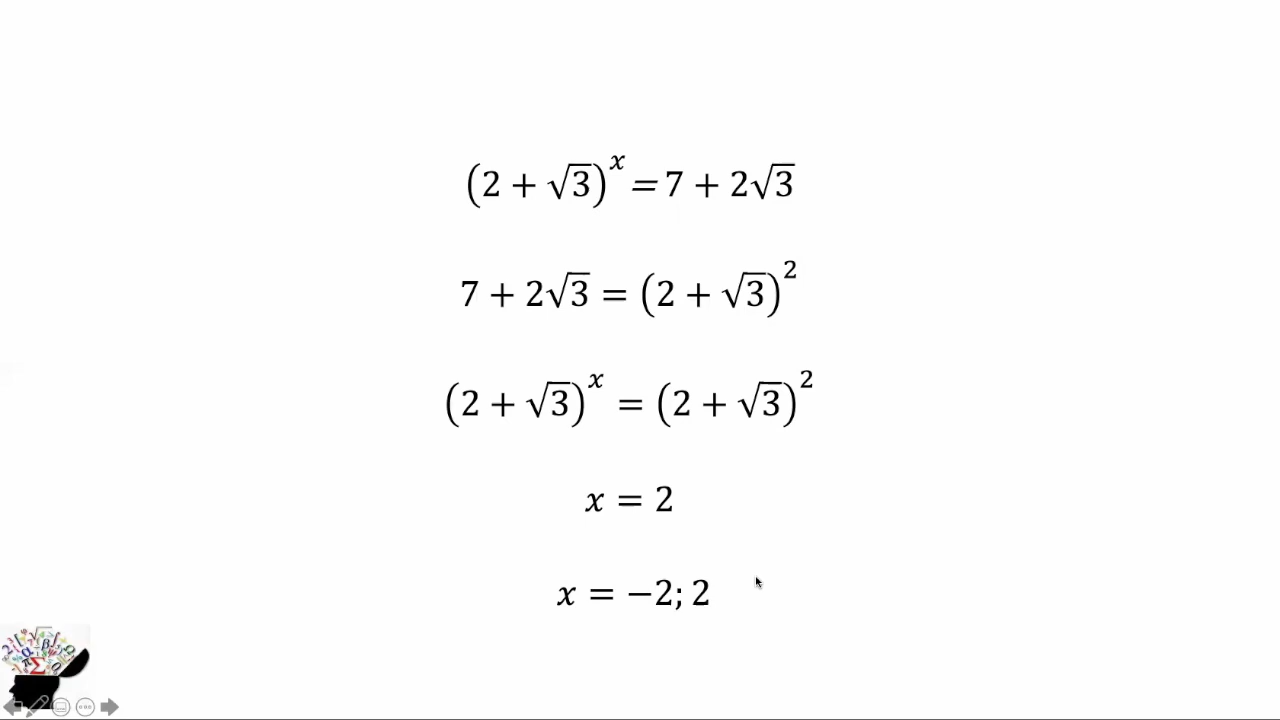 (2 + √3)^x = 7 + 2√3
7 + 2√3 = (2 + √3)^2
(2 + √3)^x = (2 + √3)^2
x = 2
x = −2; 2